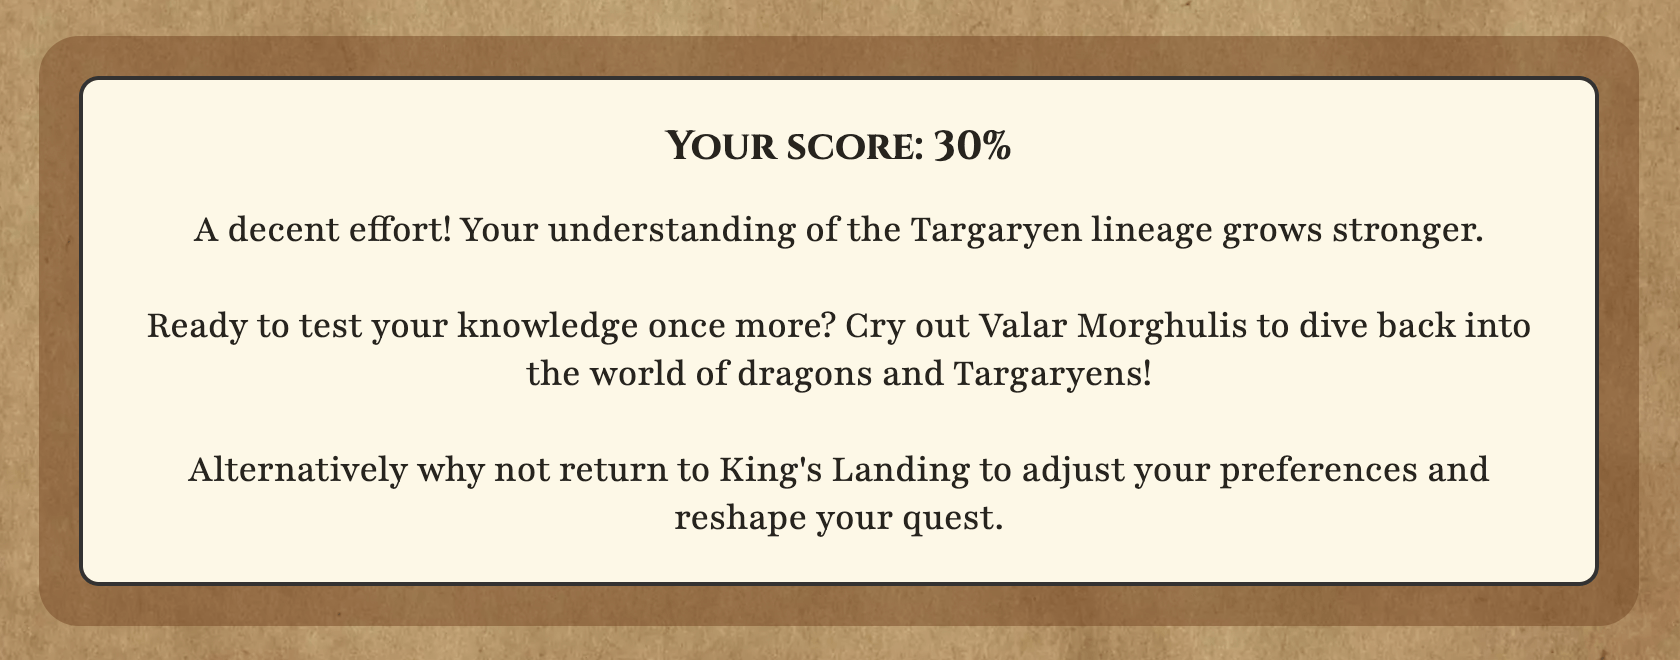 Your score: 30%
A decent effort! Your understanding of the Targaryen lineage grows stronger.
Ready to test your knowledge once more? Cry out Valar Morghulis to dive back into
the world of dragons and Targaryens!
Alternatively why not return to King's Landing to adjust your preferences and
reshape your quest.